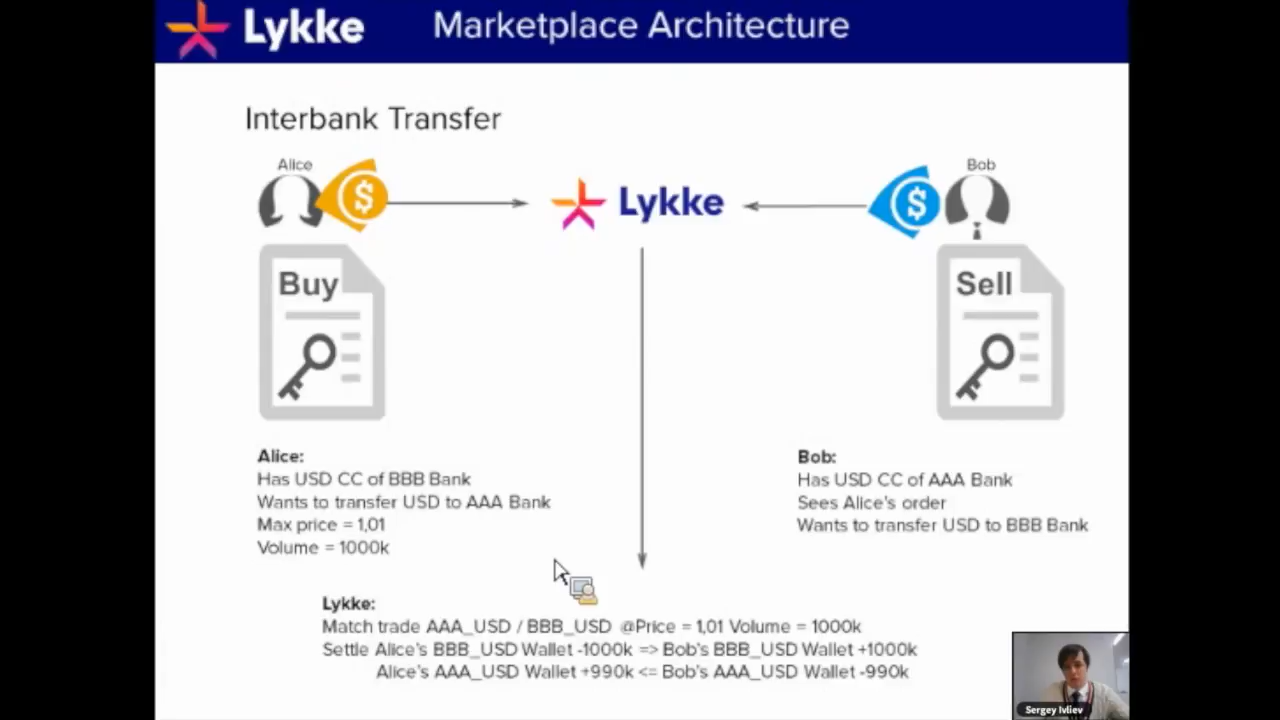 Lykke Marketplace Architecture
Interbank Transfer
Alice
$
Lykke
$
Bob
Buy
Sell
Alice:
Has USD CC of BBB Bank
Wants to transfer USD to AAA Bank
Max price = 1,01
Volume = 1000k
Bob:
Has USD CC of AAA Bank
Sees Alice's order
Wants to transfer USD to BBB Bank
Lykke:
Match trade AAA_USD / BBB_USD @Price = 1,01 Volume = 1000k
Settle Alice's BBB_USD Wallet -1000k => Bob's BBB_USD Wallet +1000k
Alice's AAA_USD Wallet +990k <= Bob's AAA_USD Wallet -990k
Sergey Ivliev